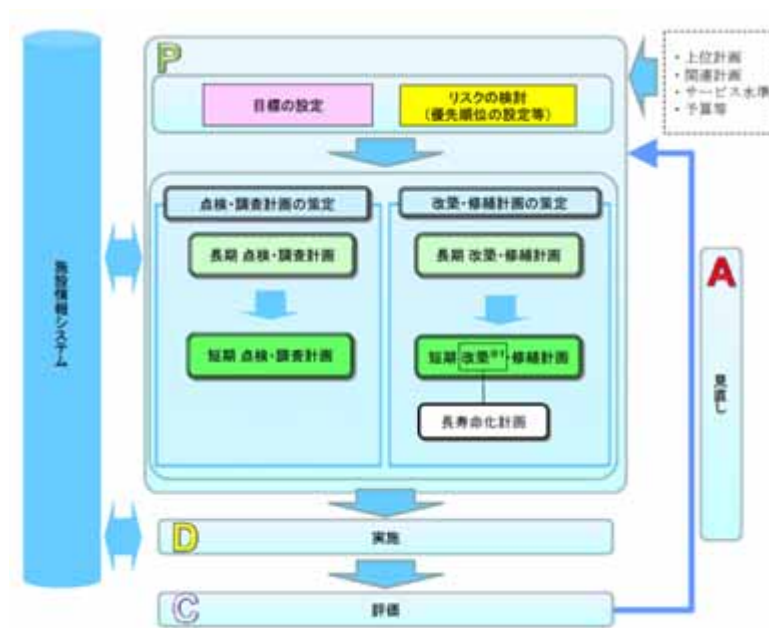 P
・上位計画
・関連計画
・サービス水準
・予算等
目標の設定
リスクの検討
(優先順位の設定等)
点検・調査計画の策定
改築・修繕計画の策定
長期 点検・調査計画
長期 改築・修繕計画
短期 点検・調査計画
短期 改築※1・修繕計画
長寿命化計画
施設情報システム
A
見直し
D
実施
C
評価